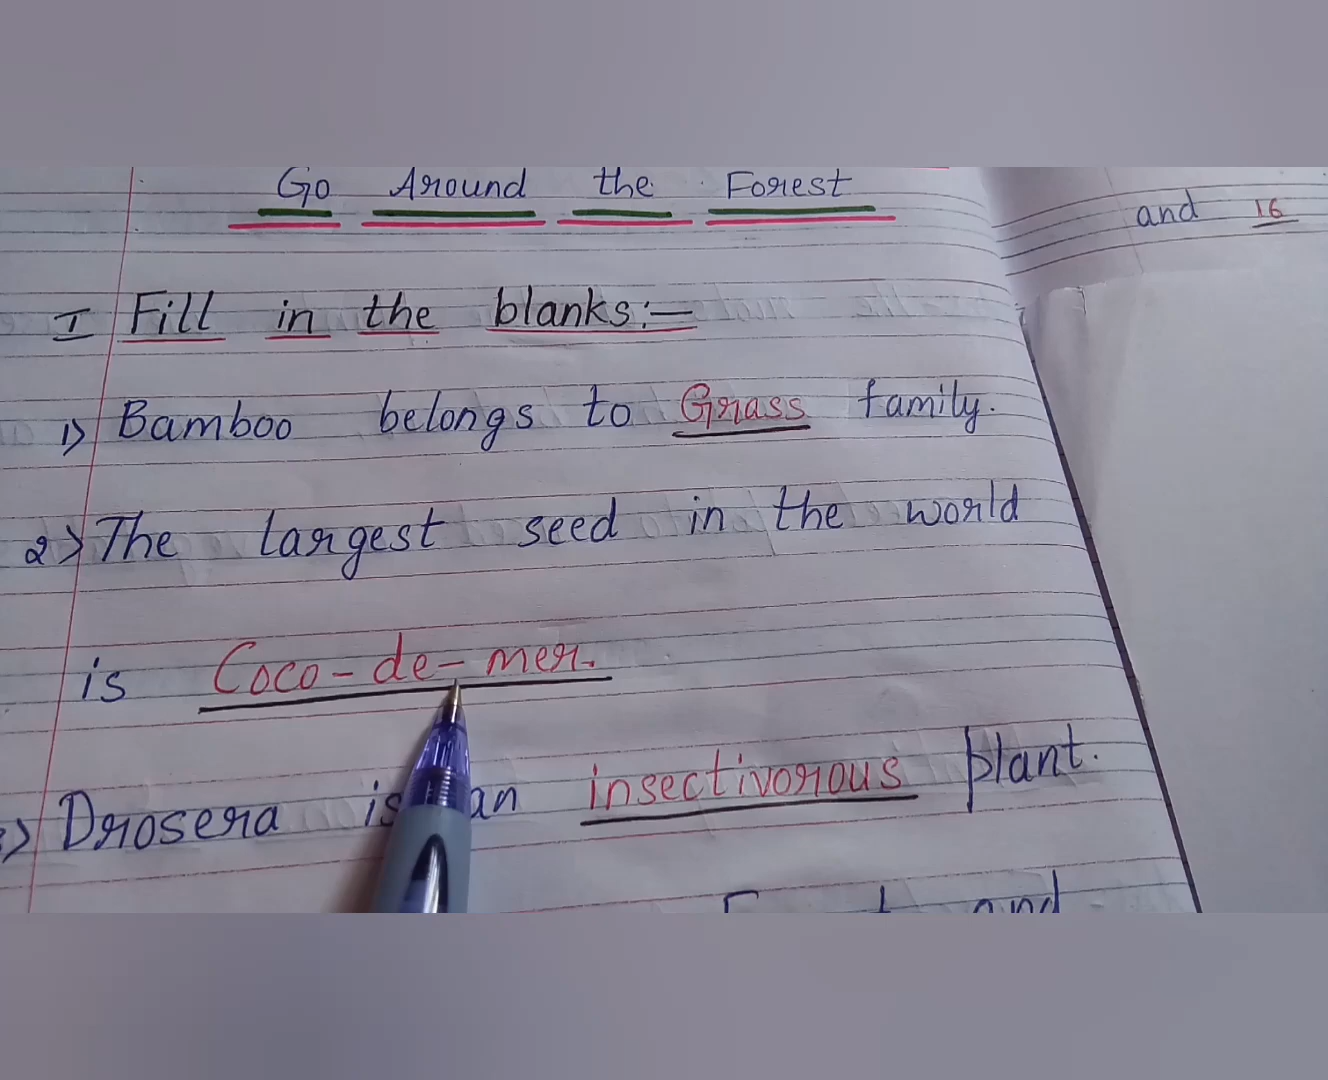 Go Around the Forest
and 16
I Fill in the blanks:-
1) Bamboo belongs to Grass family.
2) The largest seed in the world
is Coco-de-mer.
) Drosera is an insectivorous plant.
and